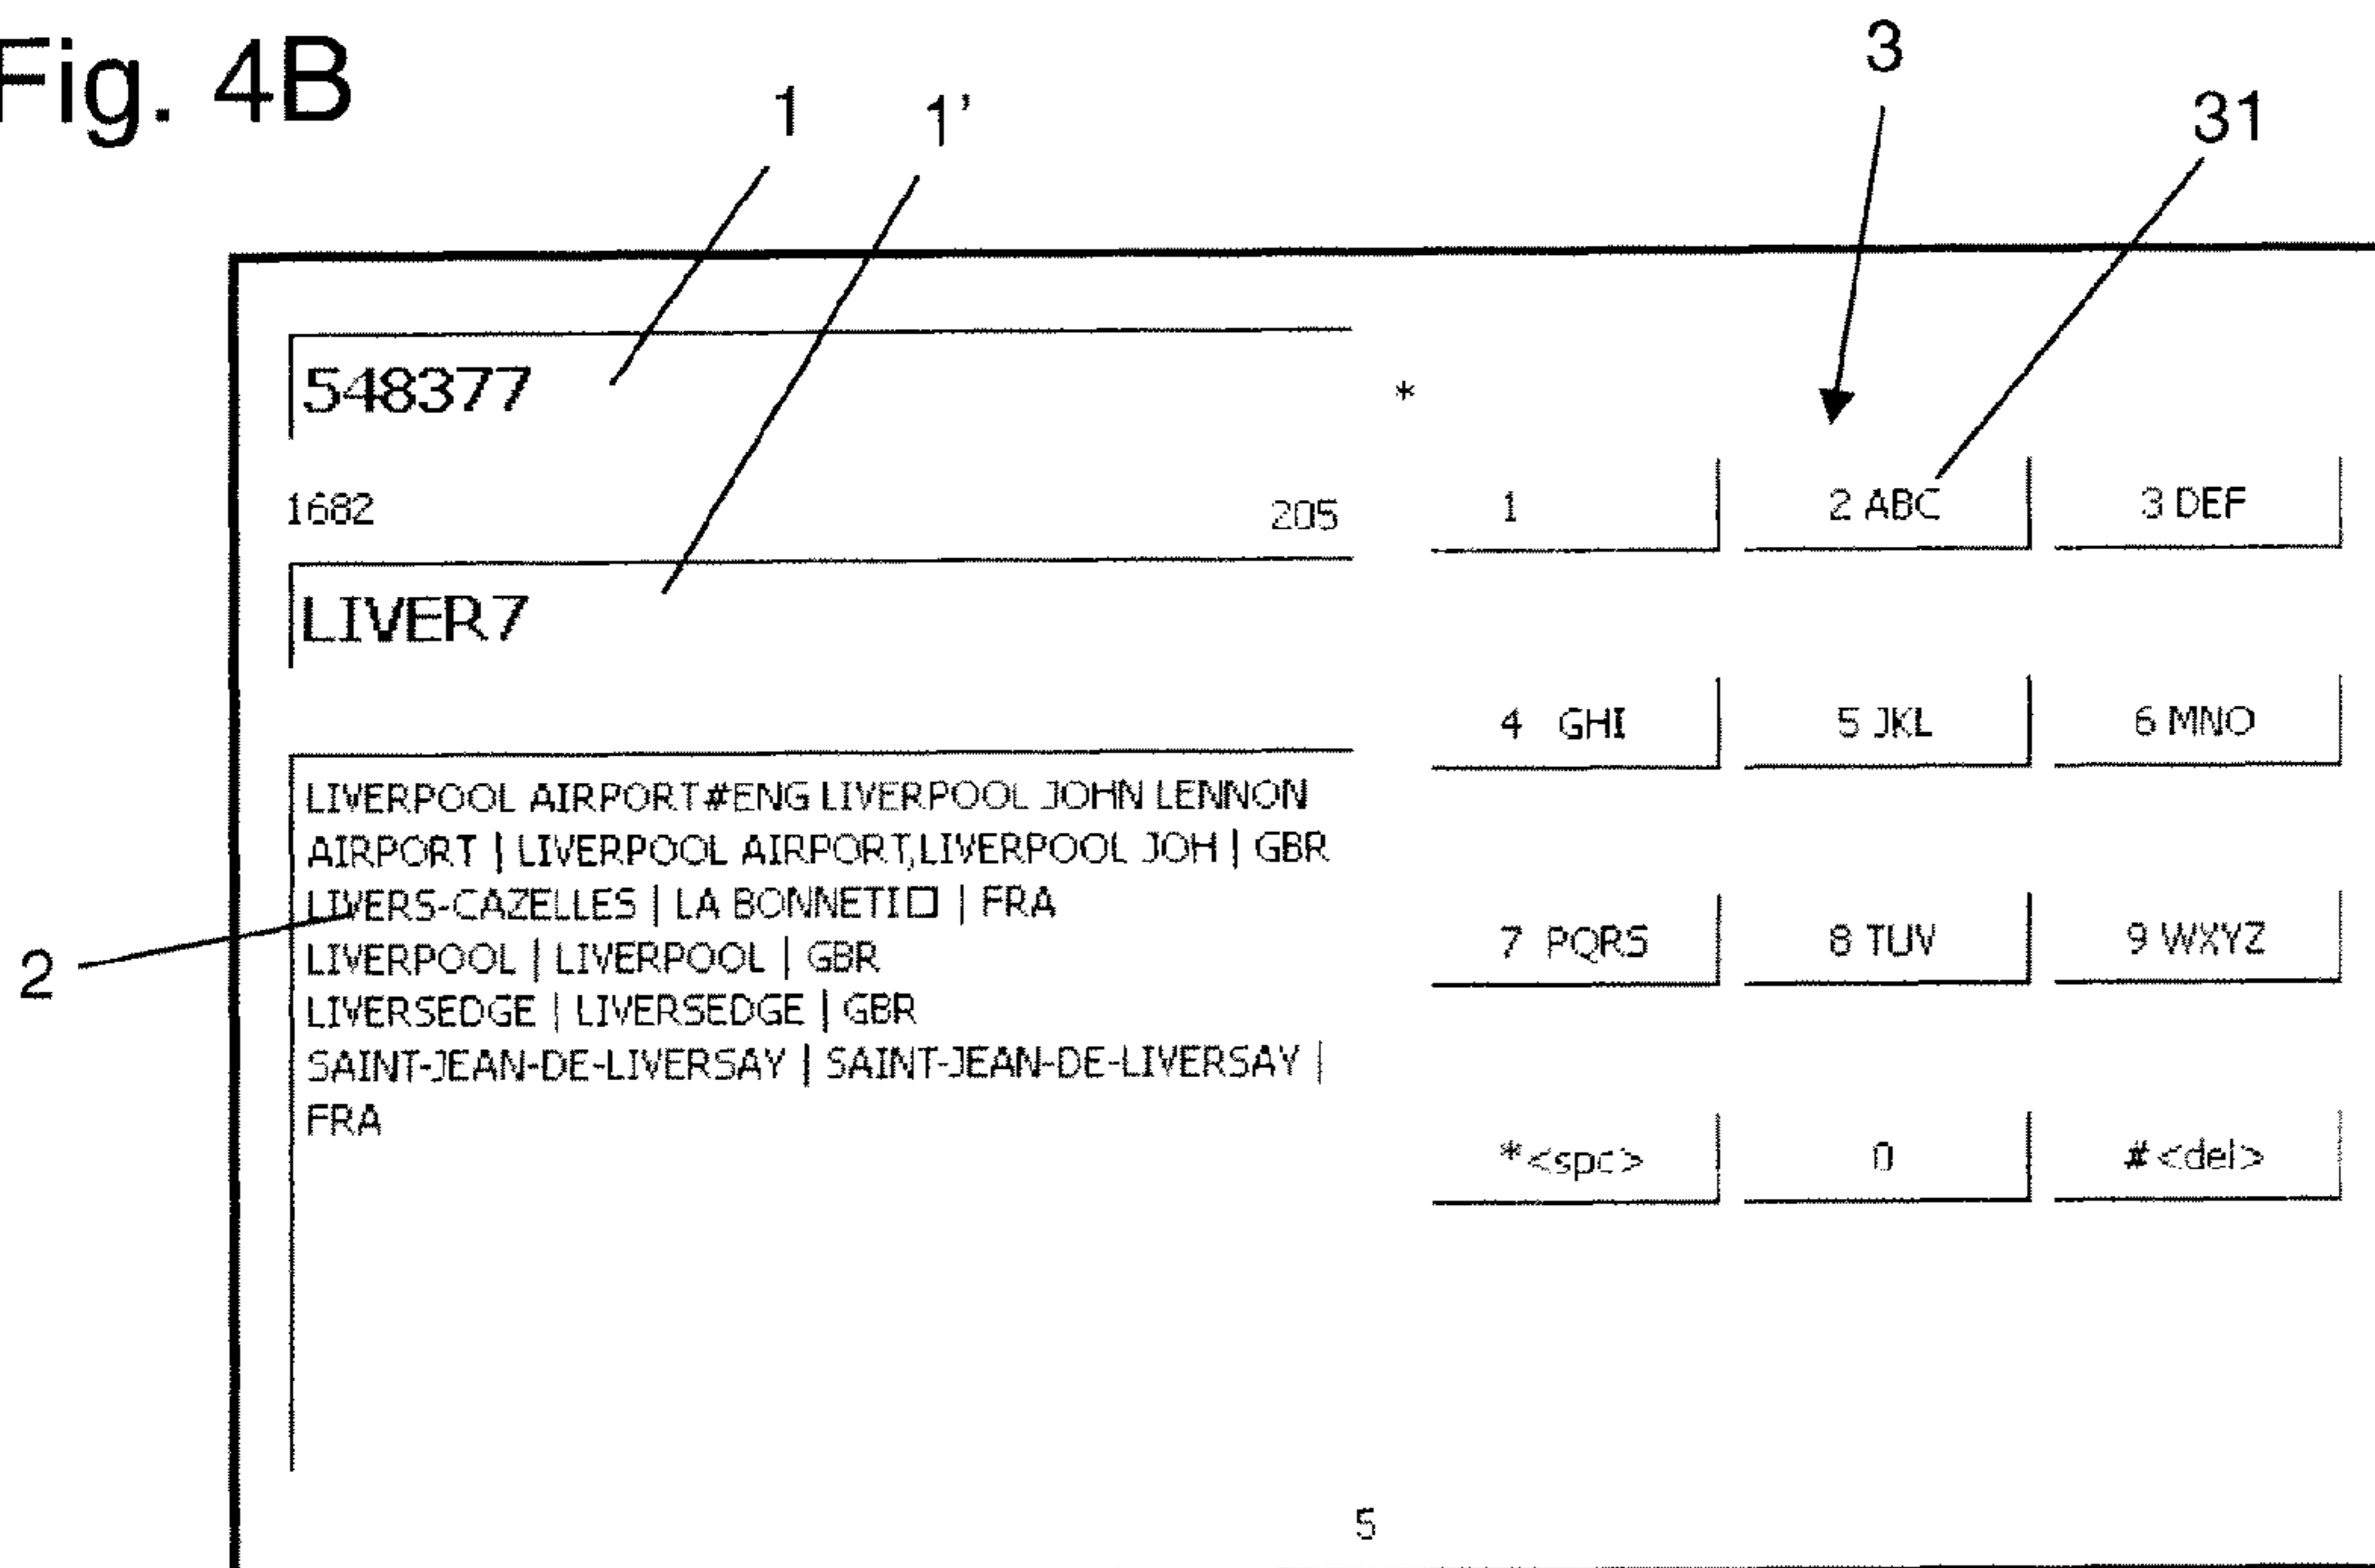 Fig. 4B
1
1’
3
31
548377
*
1682
205
LIVER7
LIVERPOOL AIRPORT#ENG LIVERPOOL JOHN LENNON
AIRPORT | LIVERPOOL AIRPORT,LIVERPOOL JOH | GBR
LIVERS-CAZELLES | LA BONNETI□ | FRA
LIVERPOOL | LIVERPOOL | GBR
LIVERSEDGE | LIVERSEDGE | GBR
SAINT-JEAN-DE-LIVERSAY | SAINT-JEAN-DE-LIVERSAY |
FRA
2
1
2 ABC
3 DEF
4 GHI
5 JKL
6 MNO
7 PQRS
8 TUV
9 WXYZ
*<spc>
0
#<del>
5